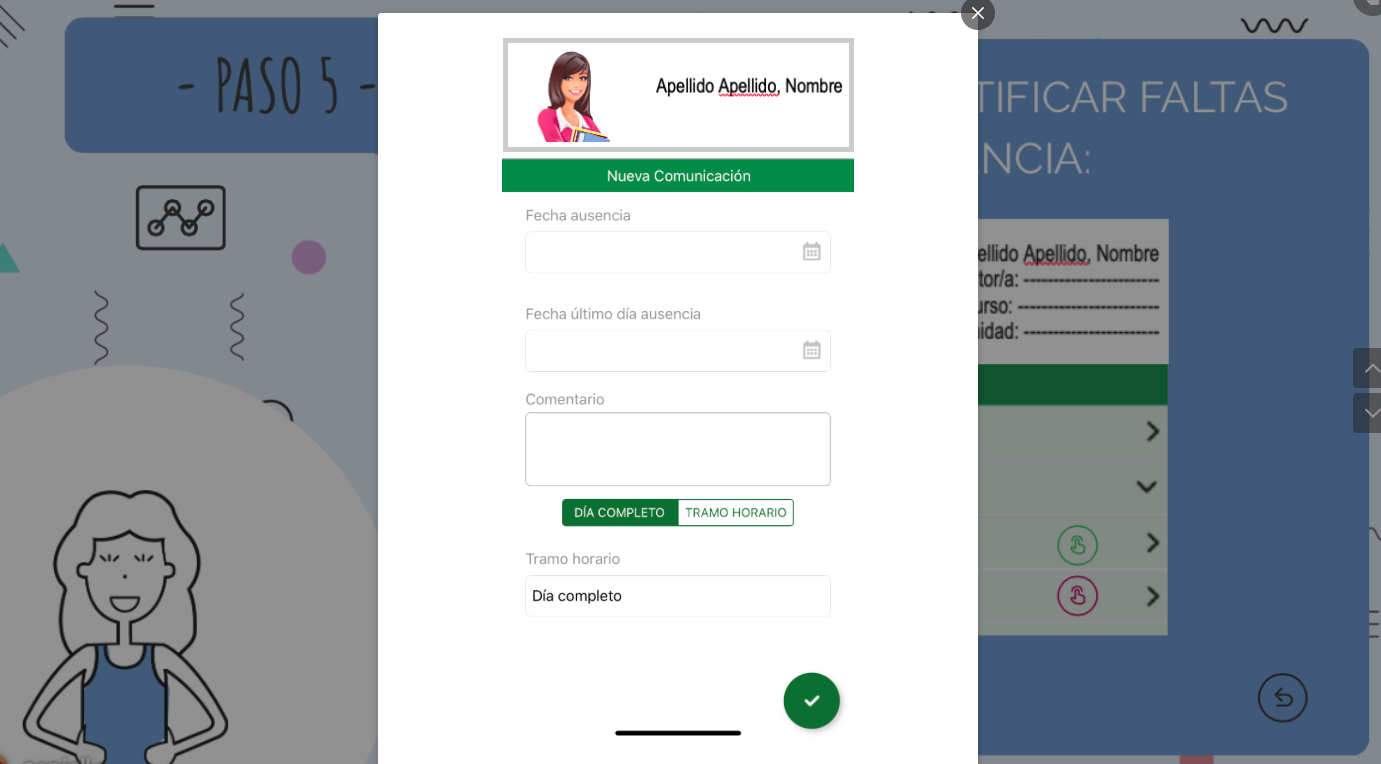 - PASO 5 -
TIFICAR FALTAS
NCIA:
Apellido Apellido, Nombre
Nueva Comunicación
Fecha ausencia
Fecha último día ausencia
Comentario
DÍA COMPLETO TRAMO HORARIO
Tramo horario
Día completo
ellido Apellido, Nombre
tor/a: --------------------------
urso: ---------------------------
idad: ---------------------------